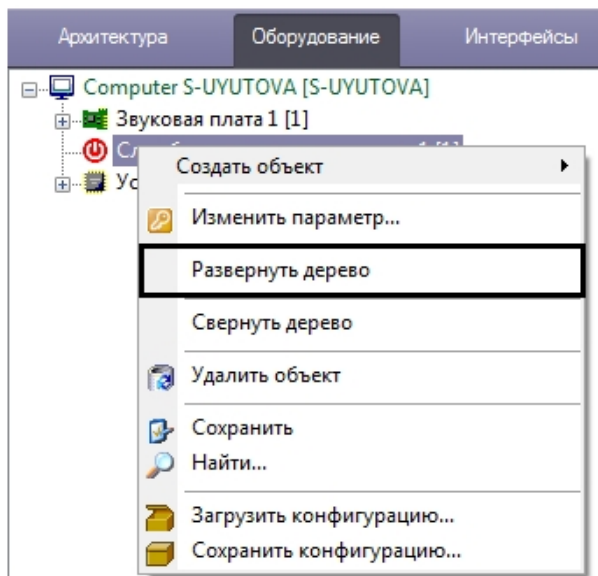 Архитектура Оборудование Интерфейсы
Computer S-UYUTOVA [S-UYUTOVA]
Звуковая плата 1 [1]
Создать объект
Изменить параметр...
Развернуть дерево
Свернуть дерево
Удалить объект
Сохранить
Найти...
Загрузить конфигурацию...
Сохранить конфигурацию...